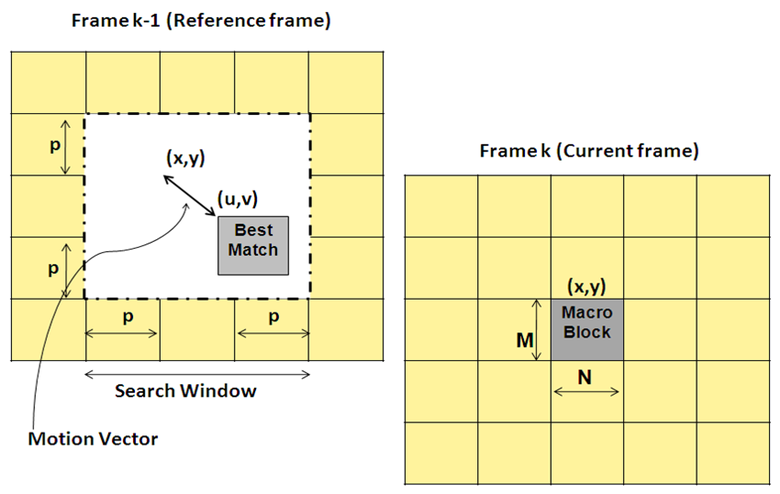 Frame k-1 (Reference frame)
p
(x,y)
(u,v)
Best
Match
p
p
p
Search Window
Motion Vector
Frame k (Current frame)
(x,y)
Macro
Block
M
N